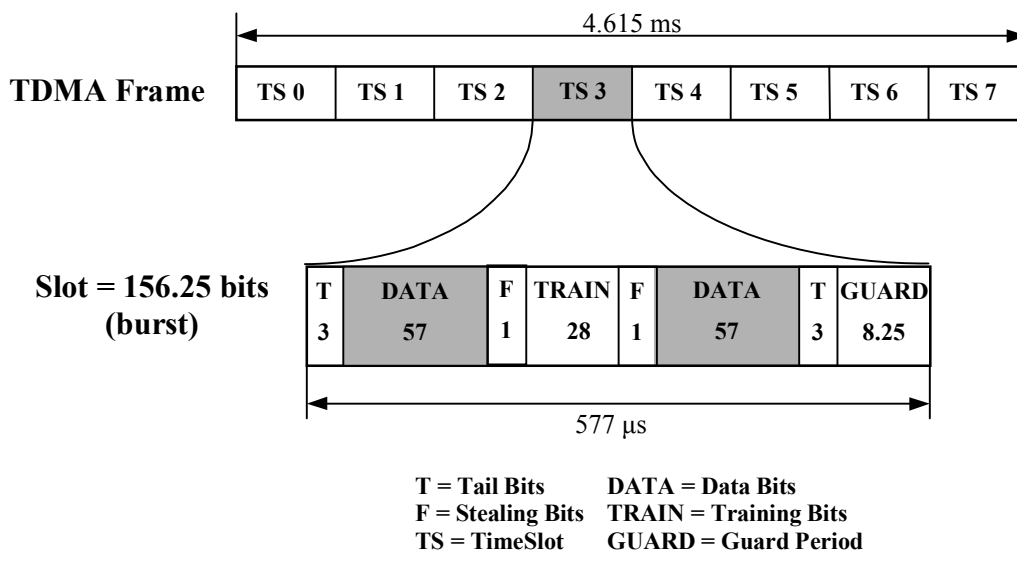 4.615 ms
TDMA Frame TS 0 TS 1 TS 2 TS 3 TS 4 TS 5 TS 6 TS 7
Slot = 156.25 bits
(burst)
T DATA F TRAIN F DATA T GUARD
3 57 1 28 1 57 3 8.25
577 μs
T = Tail Bits DATA = Data Bits
F = Stealing Bits TRAIN = Training Bits
TS = TimeSlot GUARD = Guard Period